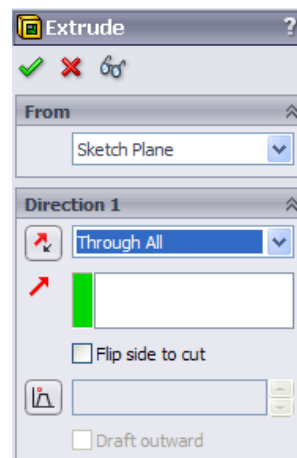 Extrude ?
From
Sketch Plane
Direction 1
Through All
Flip side to cut
Draft outward